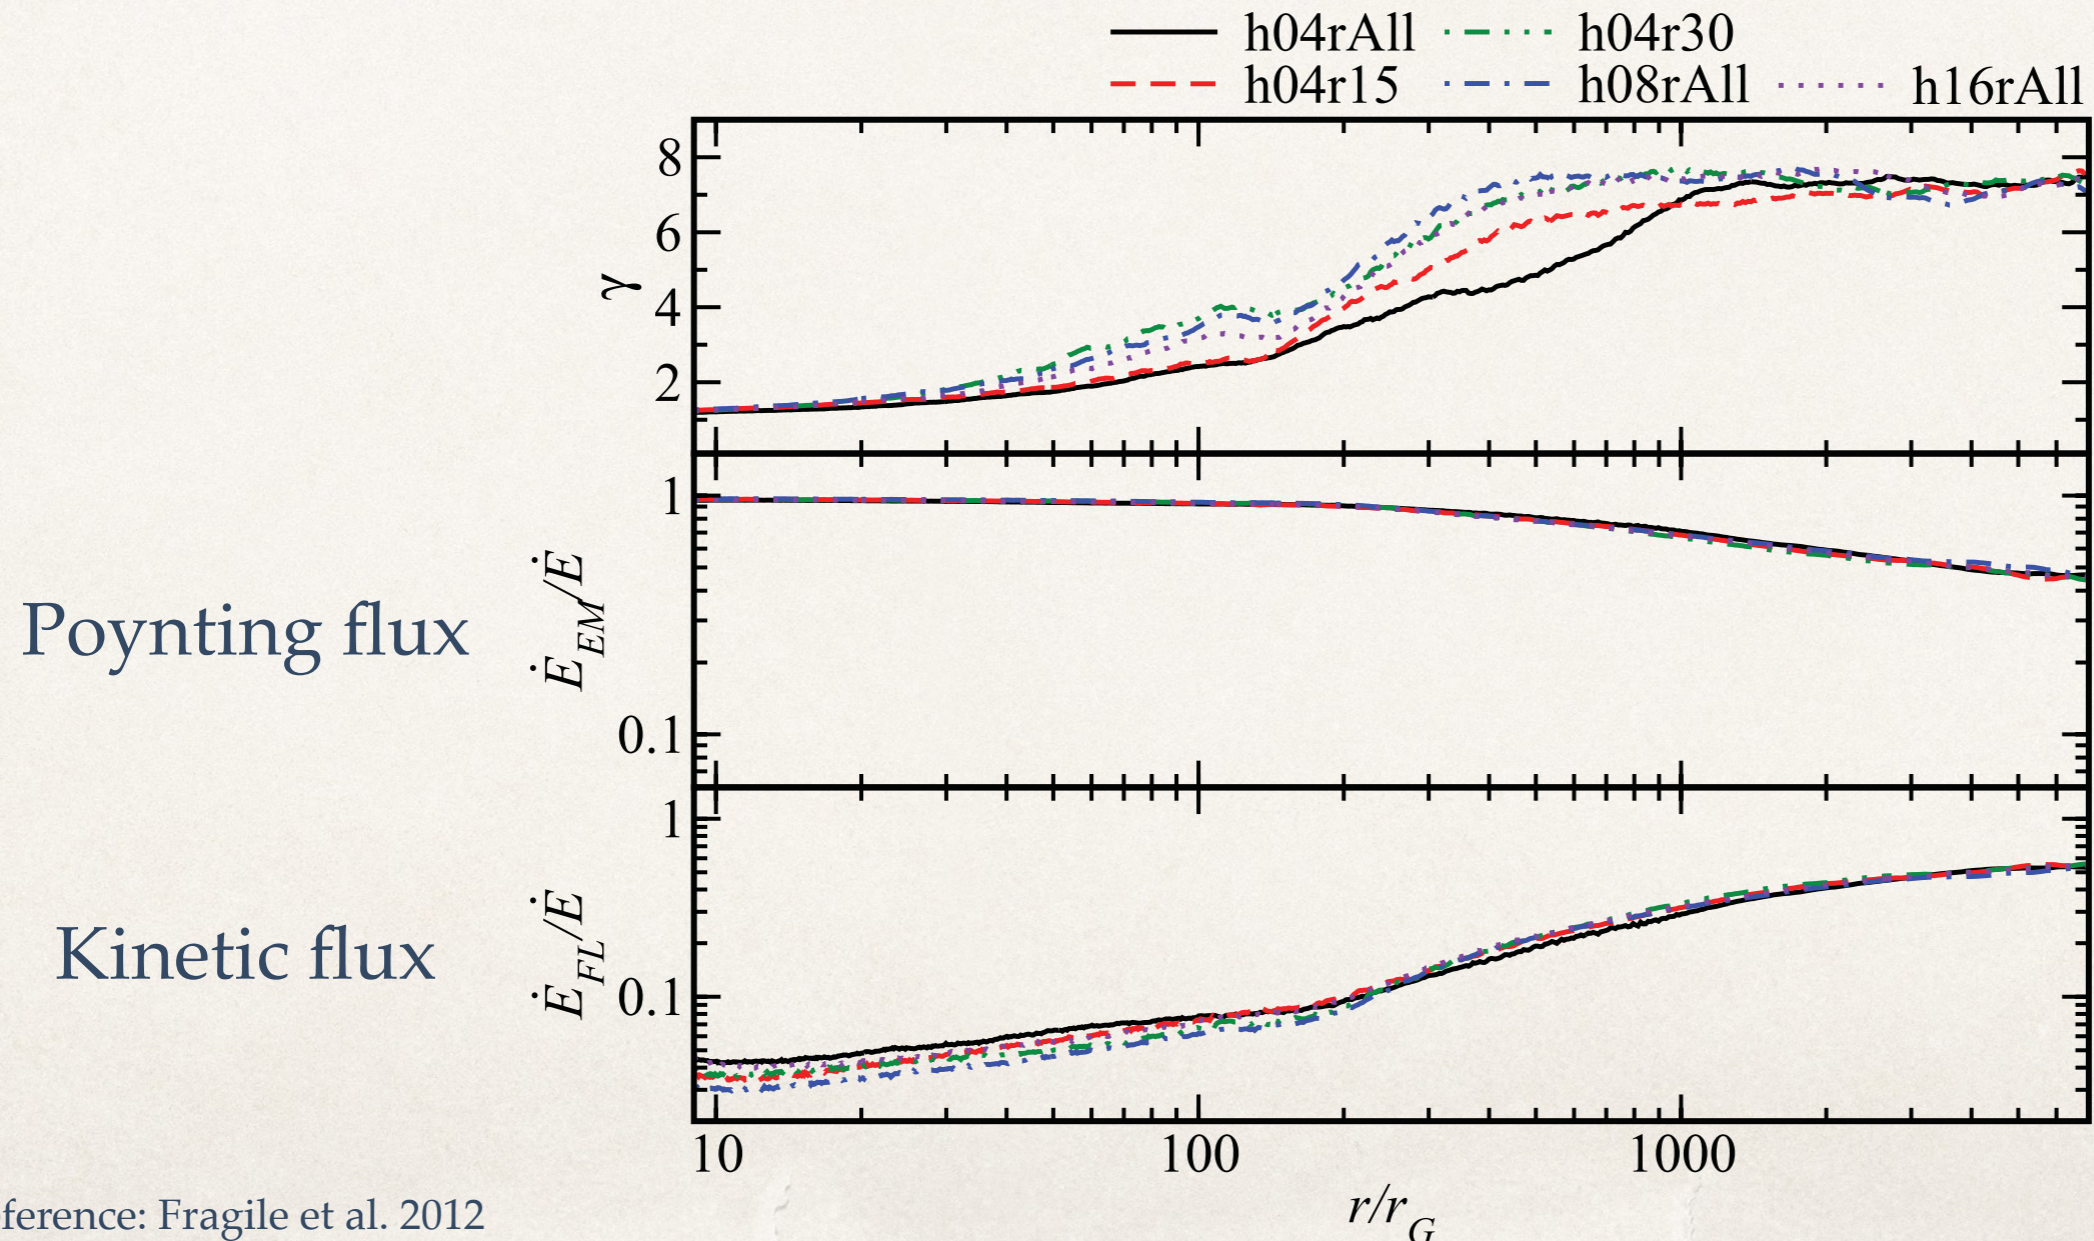 h04rAll h04r30
h04r15 h08rAll h16rAll
8
6
γ
4
2
1
Poynting flux
Ė_EM/Ė
0.1
1
Kinetic flux
Ė_FL/Ė
0.1
10 100 1000
r/r_G
ference: Fragile et al. 2012